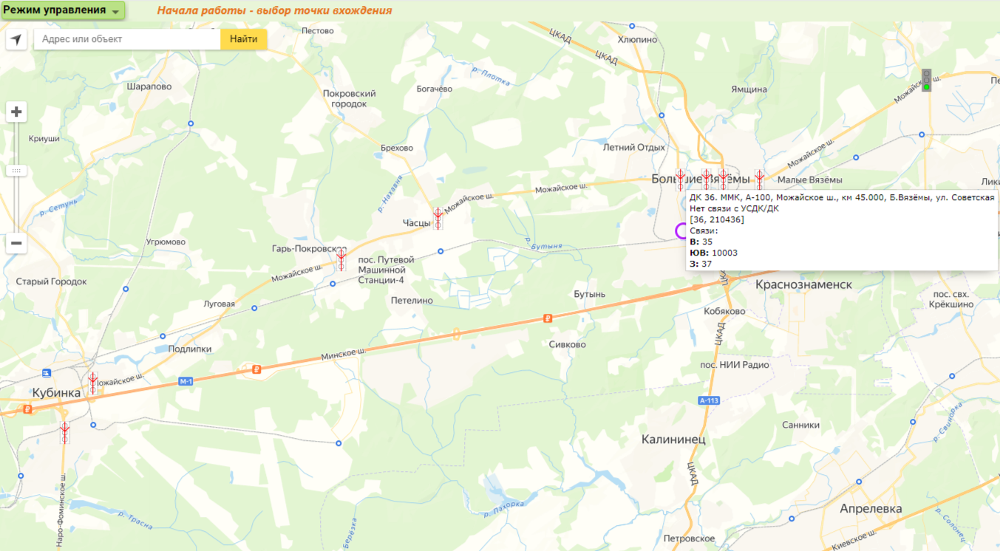 Режим управления
Начала работы - выбор точки вхождения
Адрес или объект
Найти
Пестово
ЦКАД
ЦКАД
Хлюпино
р. Плотка
Шарапово
Покровский
городок
Богачёво
Ямщина
Можайское ш.
Криуши
Брехово
Летний Отдых
Можайское ш.
Большие Вязёмы
Малые Вязёмы
р. Сетунь
р. Нахавня
Можайское ш.
Можайское ш.
Часцы
ДК 36. ММК, А-100, Можайское ш., км 45.000, Б.Вязёмы, ул. Советская
Нет связи с УСДК/ДК
[36, 210436]
Связи:
В: 35
ЮВ: 10003
З: 37
Угрюмово
Гарь-Покровское
р. Бутыня
пос. Путевой
Машинной
Станции-4
Можайское ш.
Старый Городок
Краснознаменск
Луговая
Петелино
Бутынь
пос. свх.
Крёкшино
Кобяково
ЦКАД
Подлипки
Минское ш.
Сивково
пос. НИИ Радио
М-1
Можайское ш.
Кубинка
А-113
р. Свинорка
Санники
Калининец
ЦКАД
Наро-Фоминское ш.
р. Трасна
р. Пахорка
Берёзка
Апрелевка
р. Солонец
Петровское
Киевское ш.